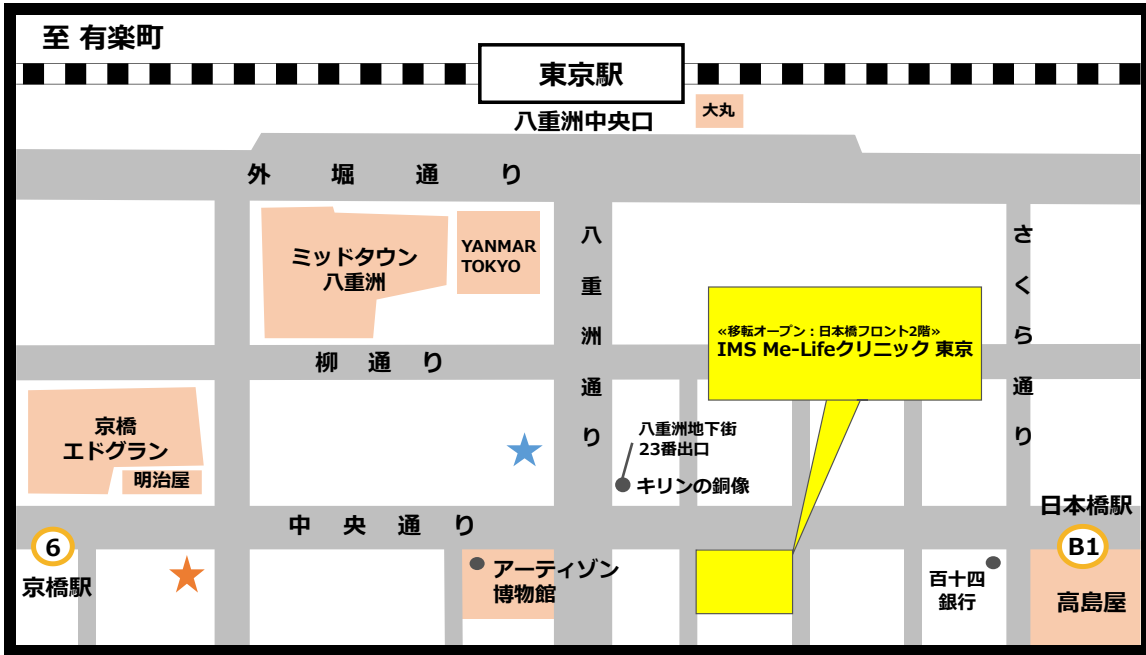 至 有楽町
東京駅
大丸
八重洲中央口
外堀通り
ミッドタウン
八重洲
YANMAR
TOKYO
八重洲通り
さくら通り
≪移転オープン：日本橋フロント2階≫
IMS Me-Lifeクリニック 東京
柳通り
京橋
エドグラン
明治屋
八重洲地下街
23番出口
キリンの銅像
中央通り
日本橋駅
6
京橋駅
アーティゾン
博物館
百十四
銀行
B1
高島屋